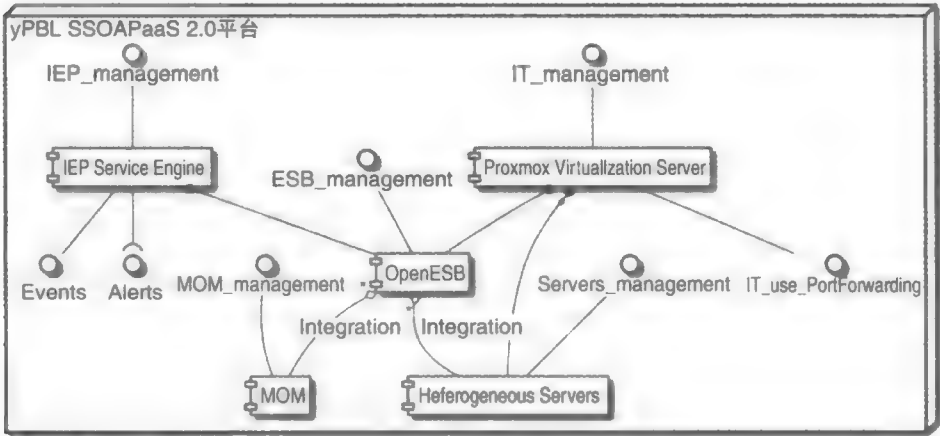 yPBL SSOAPaaS 2.0平台
IEP_management
IT_management
IEP Service Engine
ESB_management
Proxmox Virtuallzation Server
Events
Alerts
MOM_management
OpenESB
Servers_management
IT_use_PortForwarding
Integration
Integration
MOM
Heferogeneous Servers